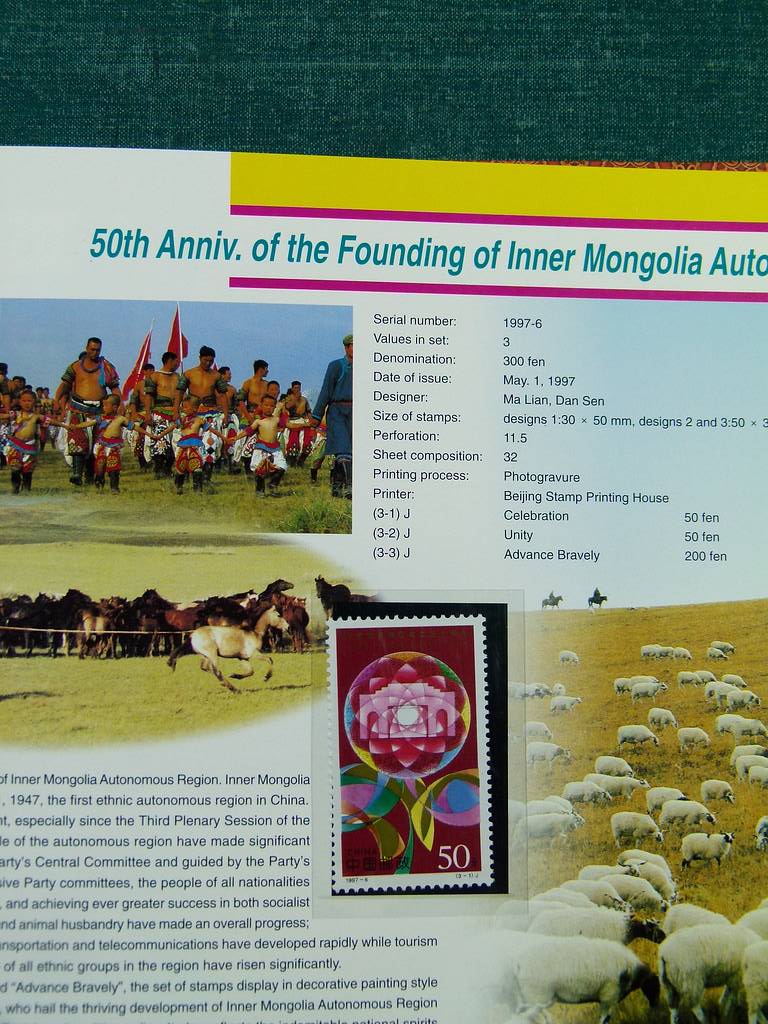 50th Anniv. of the Founding of Inner Mongolia Auto
Serial number: 1997-6
Values in set: 3
Denomination: 300 fen
Date of issue: May. 1, 1997
Designer: Ma Lian, Dan Sen
Size of stamps: designs 1:30 × 50 mm, designs 2 and 3:50 × 3
Perforation: 11.5
Sheet composition: 32
Printing process: Photogravure
Printer: Beijing Stamp Printing House
(3-1) J Celebration 50 fen
(3-2) J Unity 50 fen
(3-3) J Advance Bravely 200 fen
CHINA
中国邮政 50
1997-6 (3-1) J
of Inner Mongolia Autonomous Region. Inner Mongolia
, 1947, the first ethnic autonomous region in China.
nt, especially since the Third Plenary Session of the
le of the autonomous region have made significant
arty's Central Committee and guided by the Party's
sive Party committees, the people of all nationalities
, and achieving ever greater success in both socialist
nd animal husbandry have made an overall progress;
nsportation and telecommunications have developed rapidly while tourism
of all ethnic groups in the region have risen significantly.
d "Advance Bravely", the set of stamps display in decorative painting style
, who hail the thriving development of Inner Mongolia Autonomous Region
the indomitable national spirits